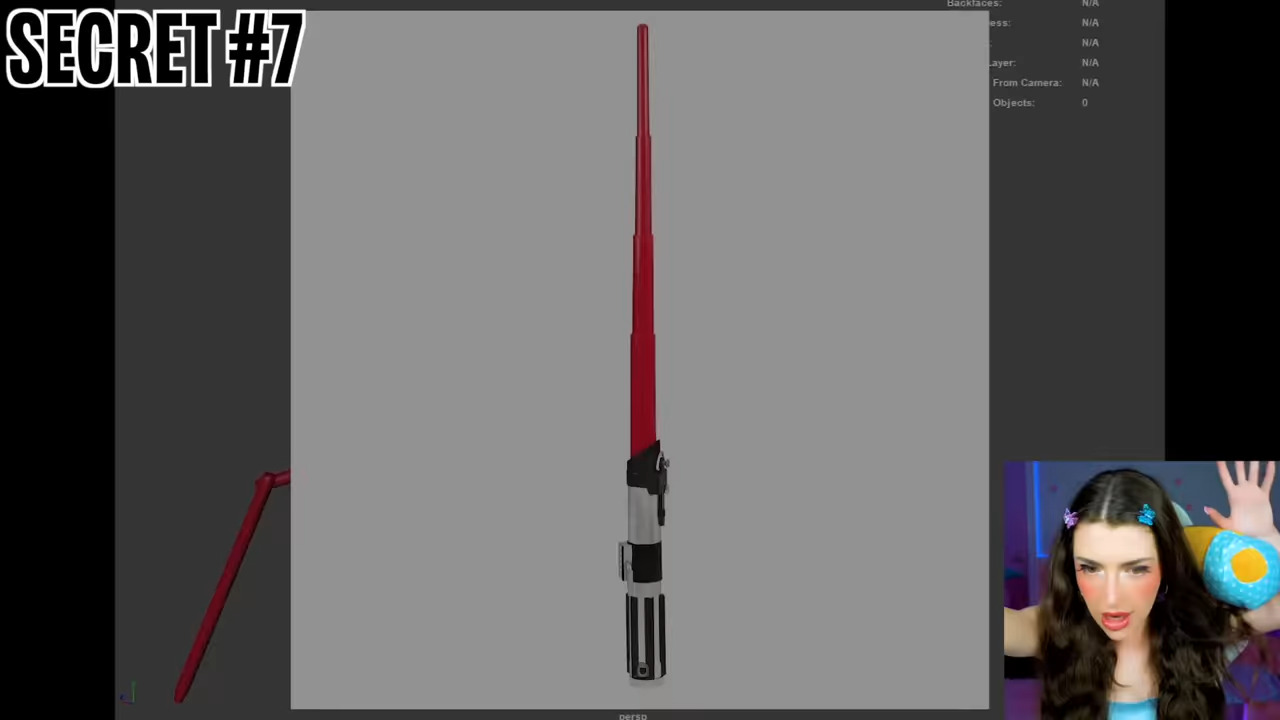 SECRET #7
Backfaces: N/A
ess: N/A
: N/A
Layer: N/A
From Camera: N/A
Objects: 0
persp